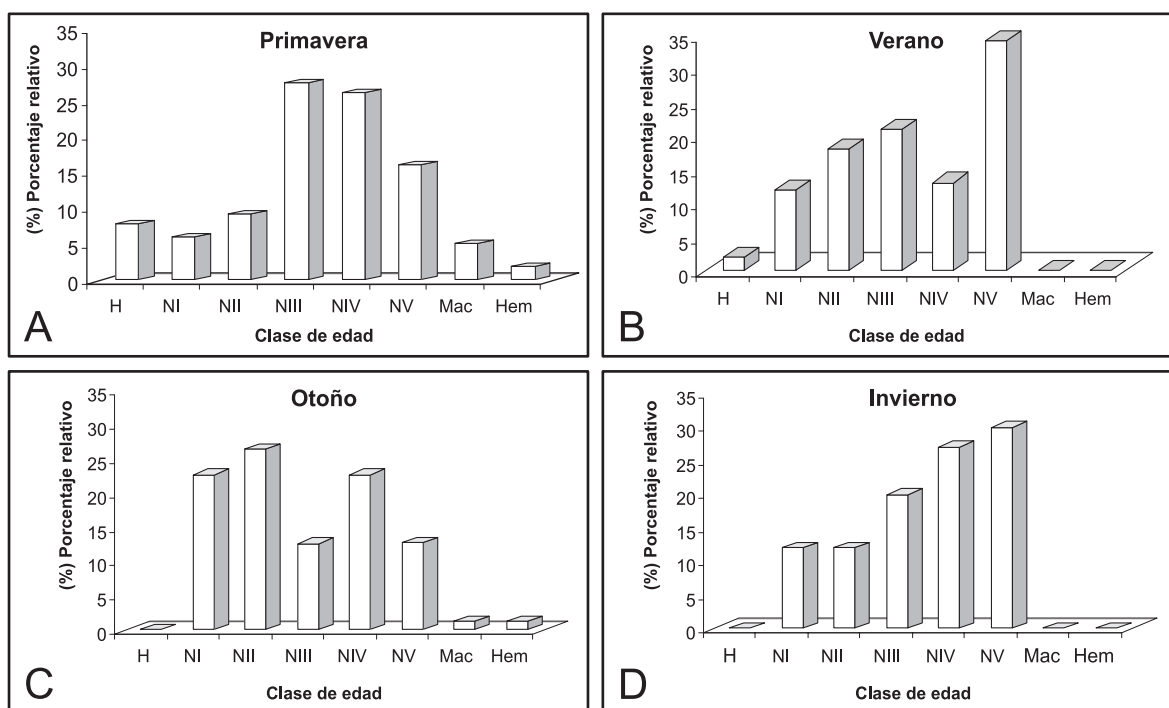 Primavera
(%) Porcentaje relativo
35
30
25
20
15
10
5
0
H NI NII NIII NIV NV Mac Hem
Clase de edad
A
Verano
(%) Porcentaje relativo
35
30
25
20
15
10
5
0
H NI NII NIII NIV NV Mac Hem
Clase de edad
B
Otoño
(%) Porcentaje relativo
35
30
25
20
15
10
5
0
H NI NII NIII NIV NV Mac Hem
Clase de edad
C
Invierno
(%) Porcentaje relativo
35
30
25
20
15
10
5
0
H NI NII NIII NIV NV Mac Hem
Clase de edad
D